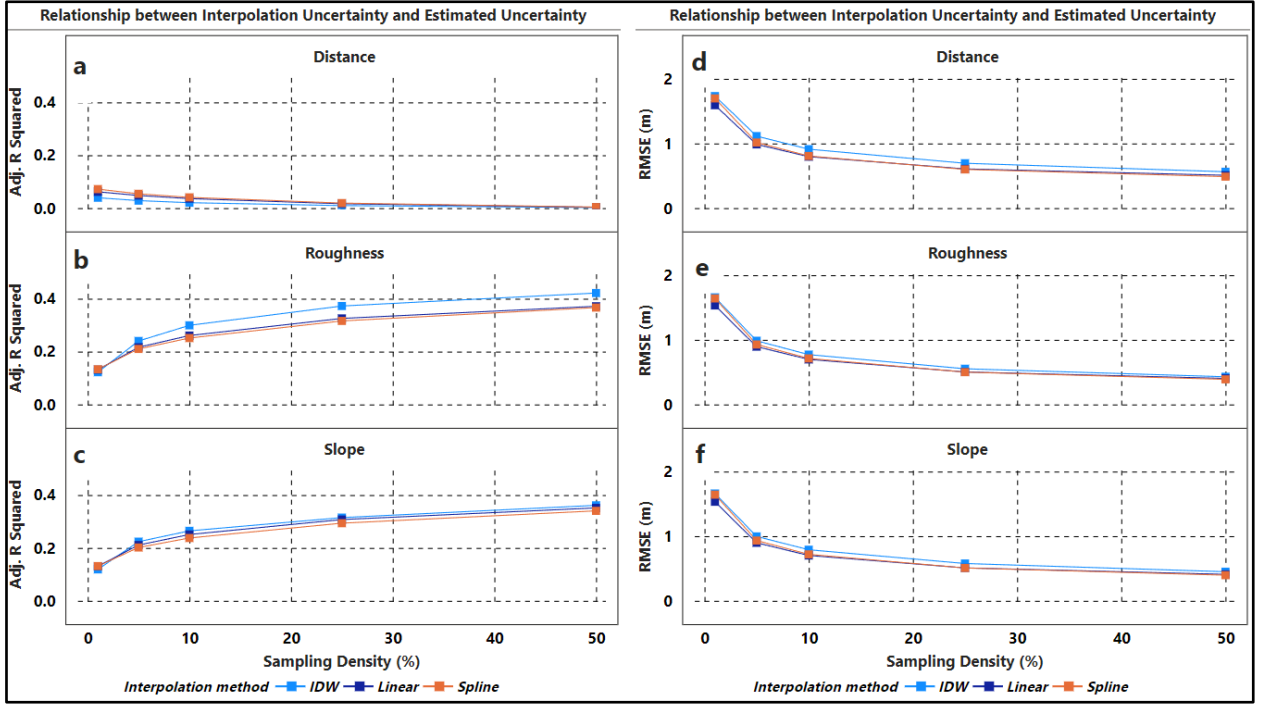 Relationship between Interpolation Uncertainty and Estimated Uncertainty
a
Distance
Adj. R Squared
0.4
0.2
0.0
b
Roughness
Adj. R Squared
0.4
0.2
0.0
c
Slope
Adj. R Squared
0.4
0.2
0.0
0 10 20 30 40 50
Sampling Density (%)
Interpolation method IDW Linear Spline
Relationship between Interpolation Uncertainty and Estimated Uncertainty
d
Distance
RMSE (m)
2
1
0
e
Roughness
RMSE (m)
2
1
0
f
Slope
RMSE (m)
2
1
0
0 10 20 30 40 50
Sampling Density (%)
Interpolation method IDW Linear Spline